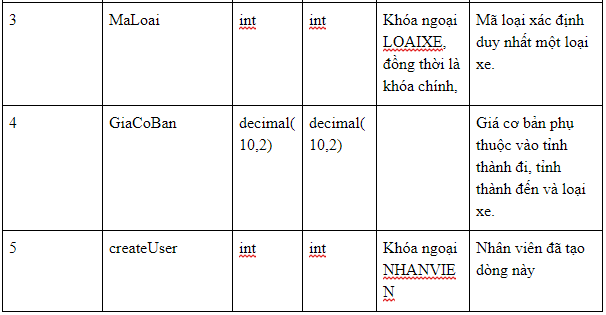 3 MaLoai int int Khóa ngoại Mã loại xác định
LOAIXE, duy nhất một loại
đồng thời là xe.
khóa chính,
4 GiaCoBan decimal( decimal( Giá cơ bản phụ
10,2) 10,2) thuộc vào tỉnh
thành đi, tỉnh
thành đến và loại
xe.
5 createUser int int Khóa ngoại Nhân viên đã tạo
NHANVIE dòng này
N